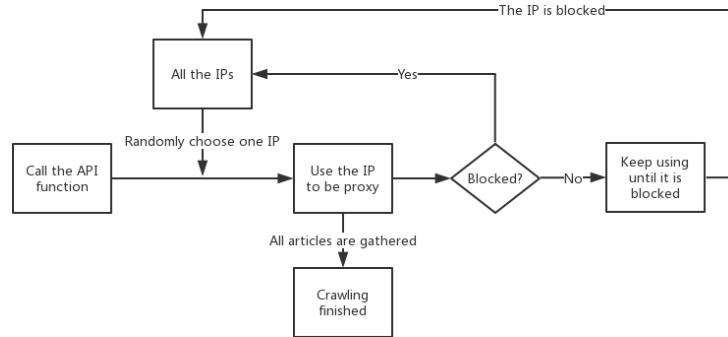 The IP is blocked
All the IPs
Yes
Randomly choose one IP
Call the API
function
Use the IP
to be proxy
Blocked?
No
Keep using
until it is
blocked
All articles are gathered
Crawling
finished